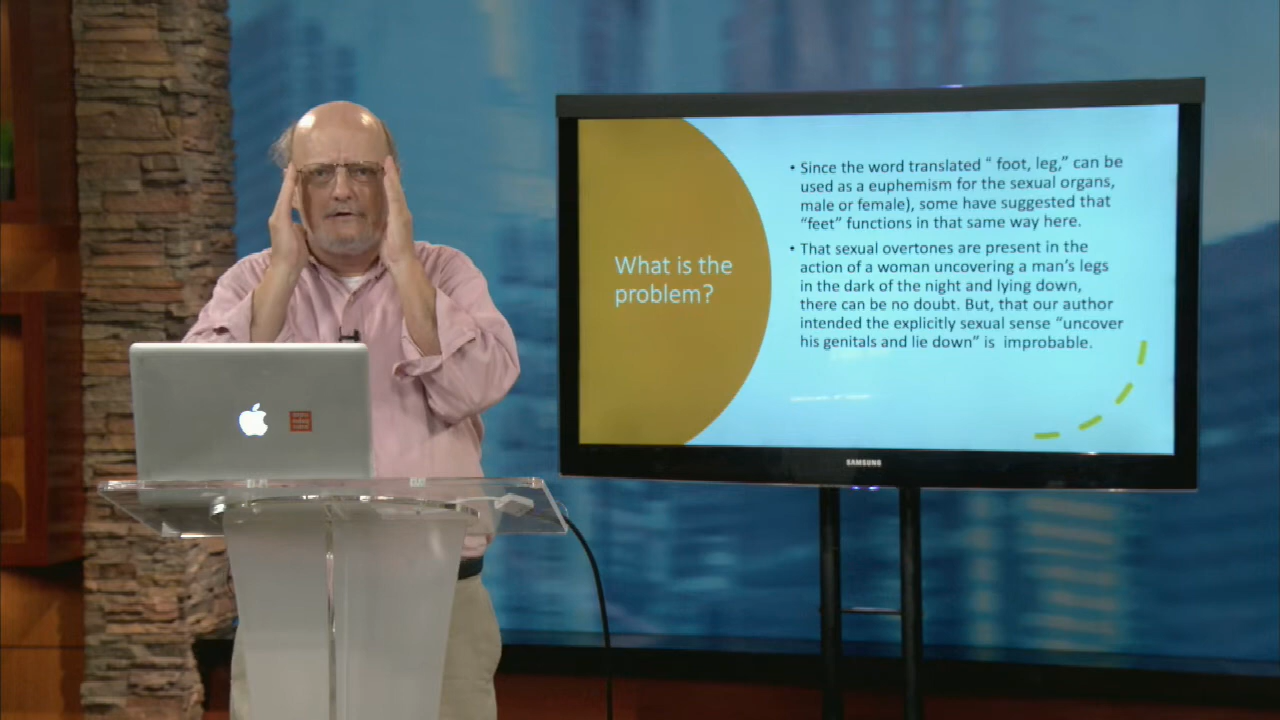 What is the
problem?
• Since the word translated “ foot, leg,” can be
used as a euphemism for the sexual organs,
male or female), some have suggested that
“feet” functions in that same way here.
• That sexual overtones are present in the
action of a woman uncovering a man’s legs
in the dark of the night and lying down,
there can be no doubt. But, that our author
intended the explicitly sexual sense “uncover
his genitals and lie down” is improbable.
SAMSUNG